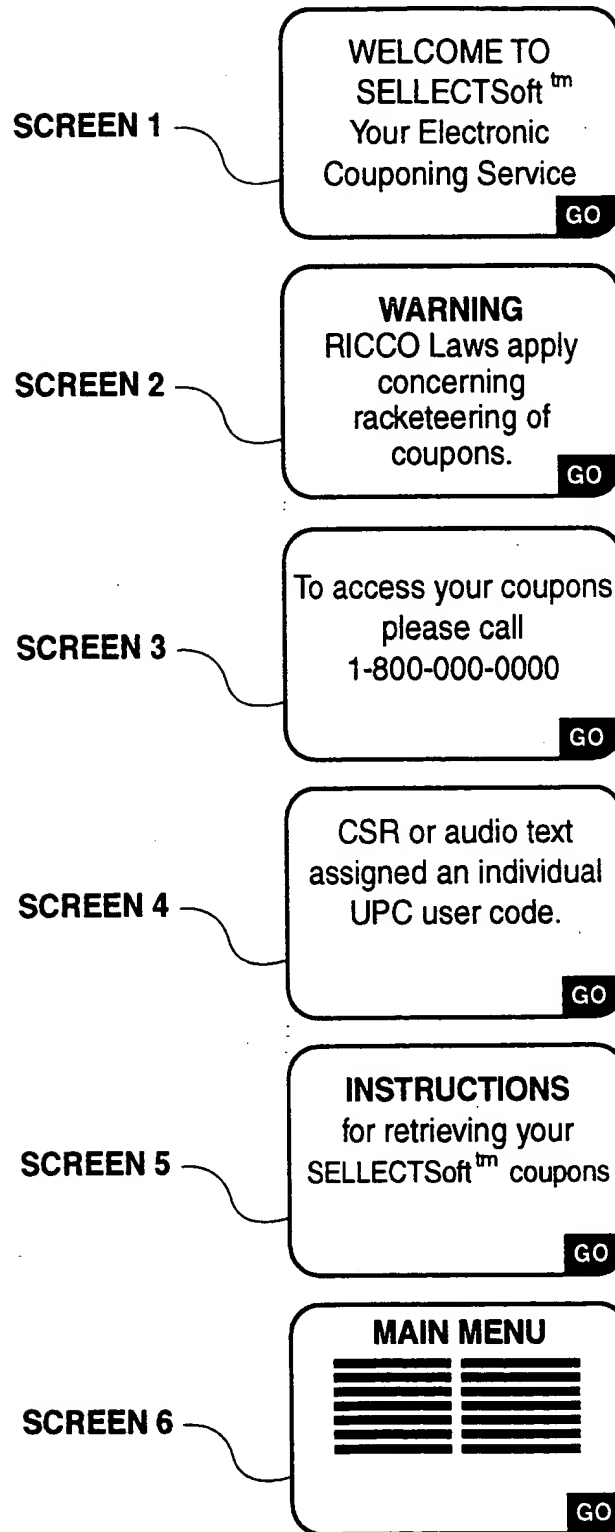 SCREEN 1
WELCOME TO
SELLECTSoft tm
Your Electronic
Couponing Service
GO
SCREEN 2
WARNING
RICCO Laws apply
concerning
racketeering of
coupons.
GO
SCREEN 3
To access your coupons
please call
1-800-000-0000
GO
SCREEN 4
CSR or audio text
assigned an individual
UPC user code.
GO
SCREEN 5
INSTRUCTIONS
for retrieving your
SELLECTSoft tm coupons
GO
SCREEN 6
MAIN MENU
GO